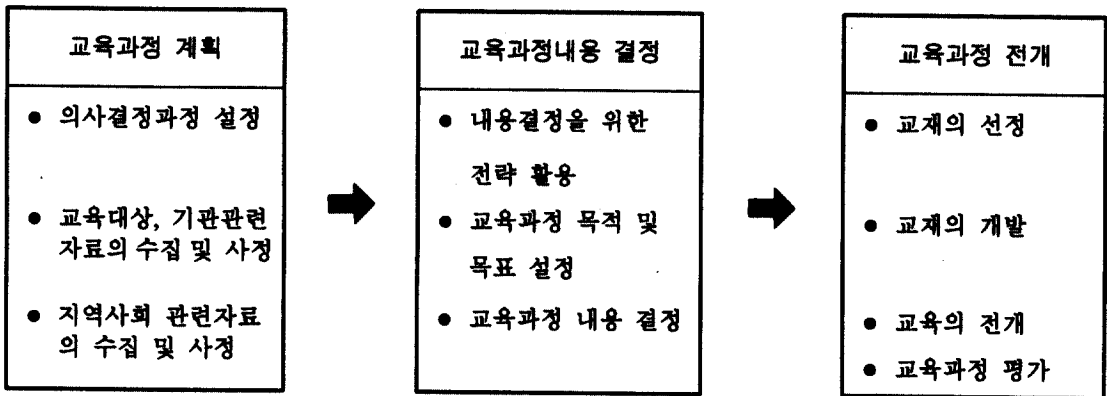 교육과정 계획
● 의사결정과정 설정
● 교육대상, 기관관련
자료의 수집 및 사정
● 지역사회 관련자료
의 수집 및 사정
교육과정내용 결정
● 내용결정을 위한
전략 활용
● 교육과정 목적 및
목표 설정
● 교육과정 내용 결정
교육과정 전개
● 교재의 선정
● 교재의 개발
● 교육의 전개
● 교육과정 평가